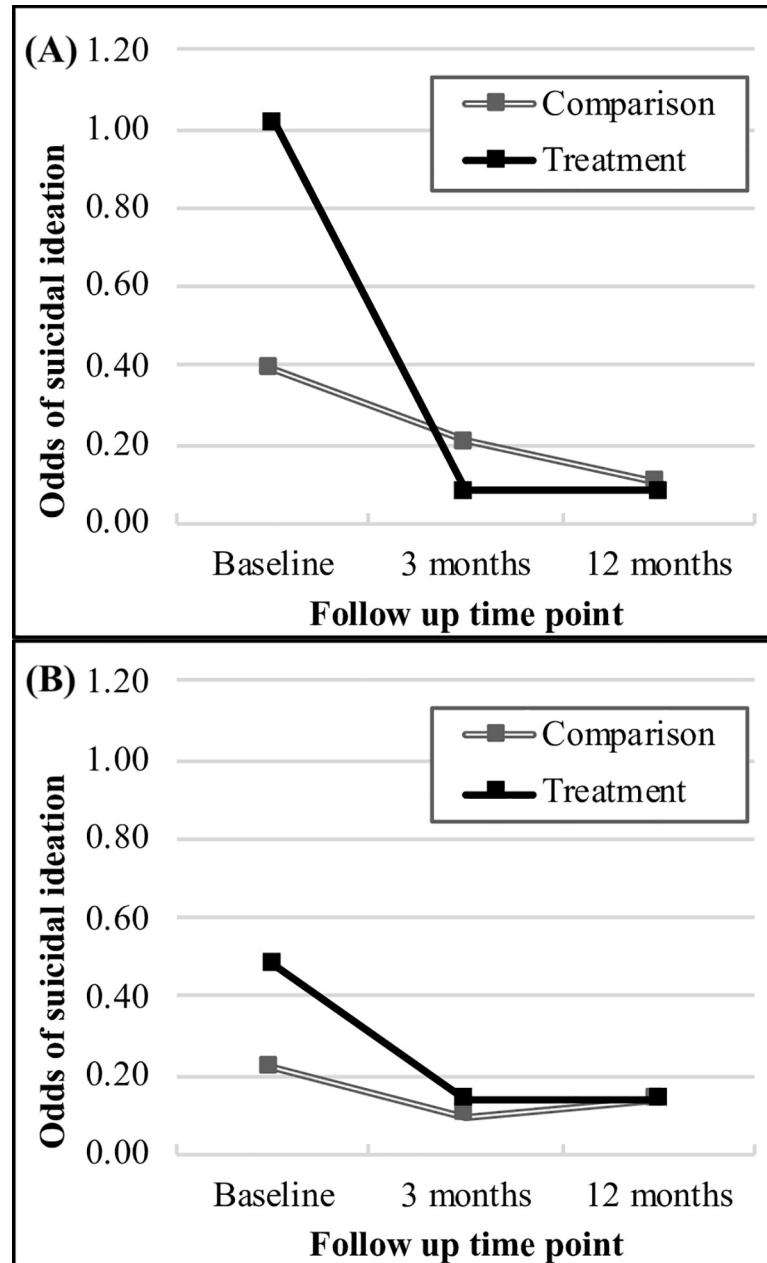 (A)
Odds of suicidal ideation
1.20
1.00
0.80
0.60
0.40
0.20
0.00
Comparison
Treatment
Baseline
3 months
12 months
Follow up time point
(B)
Odds of suicidal ideation
1.20
1.00
0.80
0.60
0.40
0.20
0.00
Comparison
Treatment
Baseline
3 months
12 months
Follow up time point